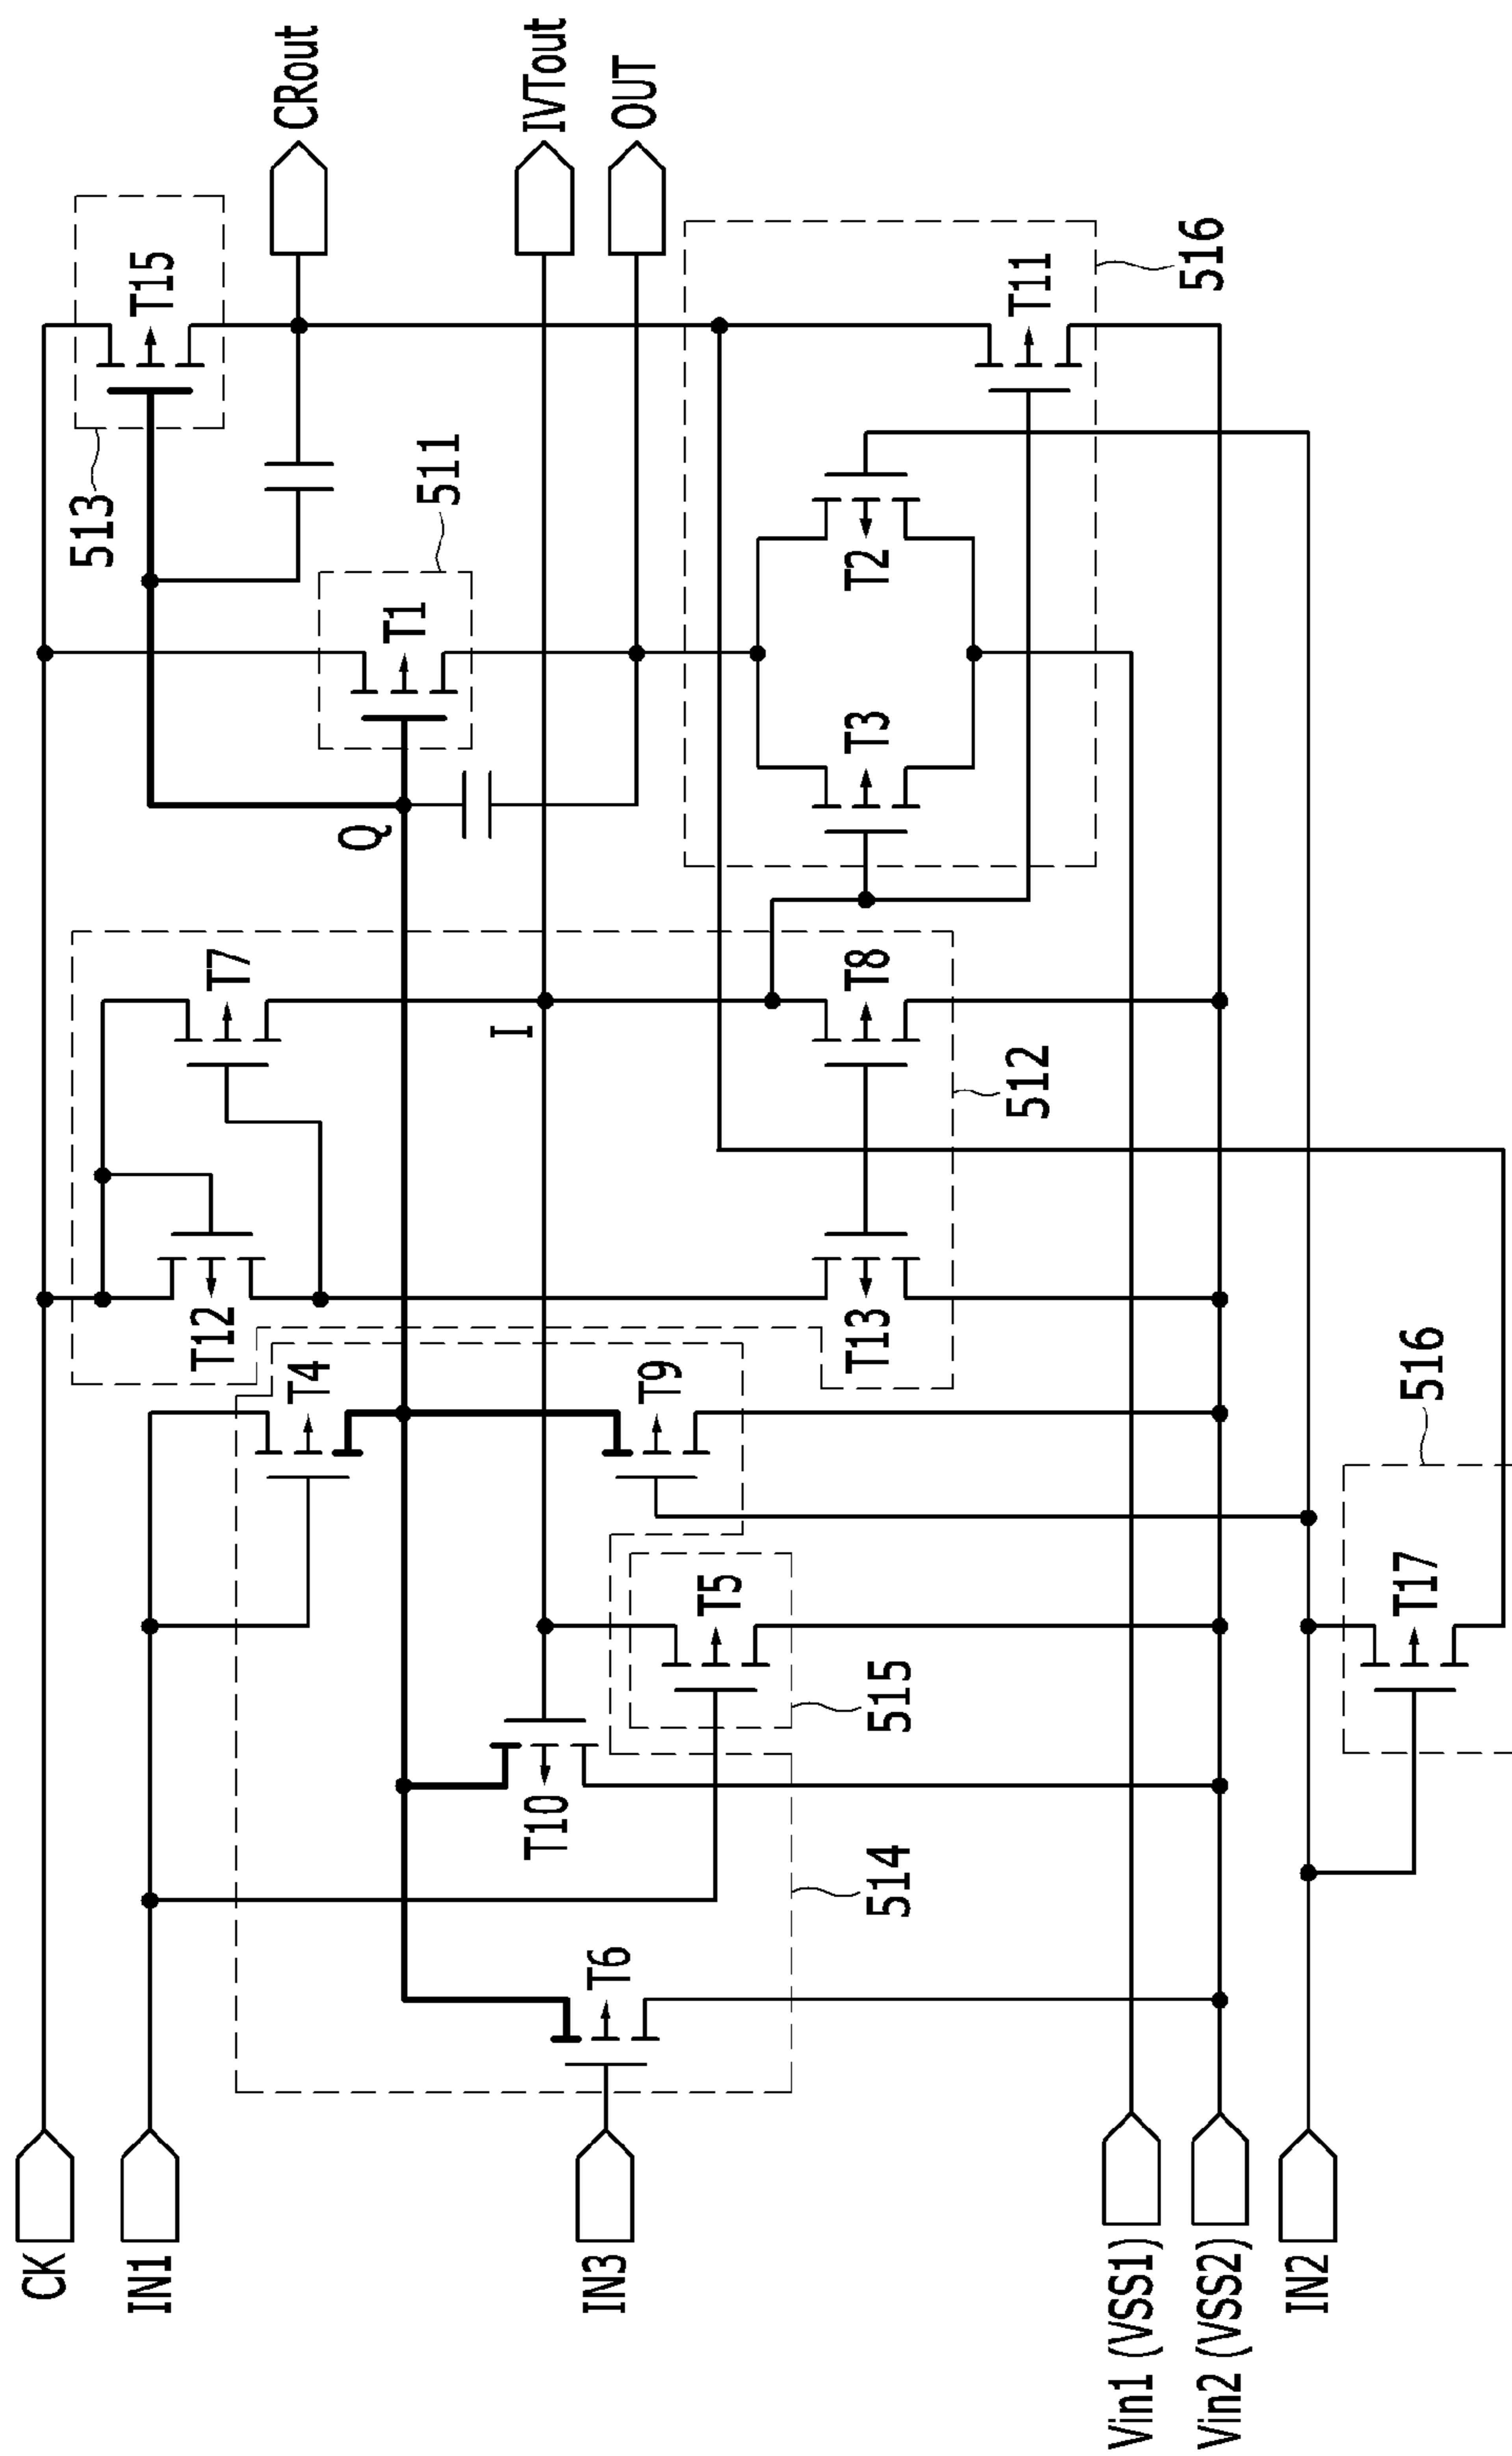 CK
IN1
IN3
Vin1 (VSS1)
Vin2 (VSS2)
IN2
T6
514
T10
T5
515
T17
516
T4
T9
T12
T13
512
T7
I
T8
Q
T1
511
T3
T2
513
T15
T11
516
CRout
IVTout
OUT